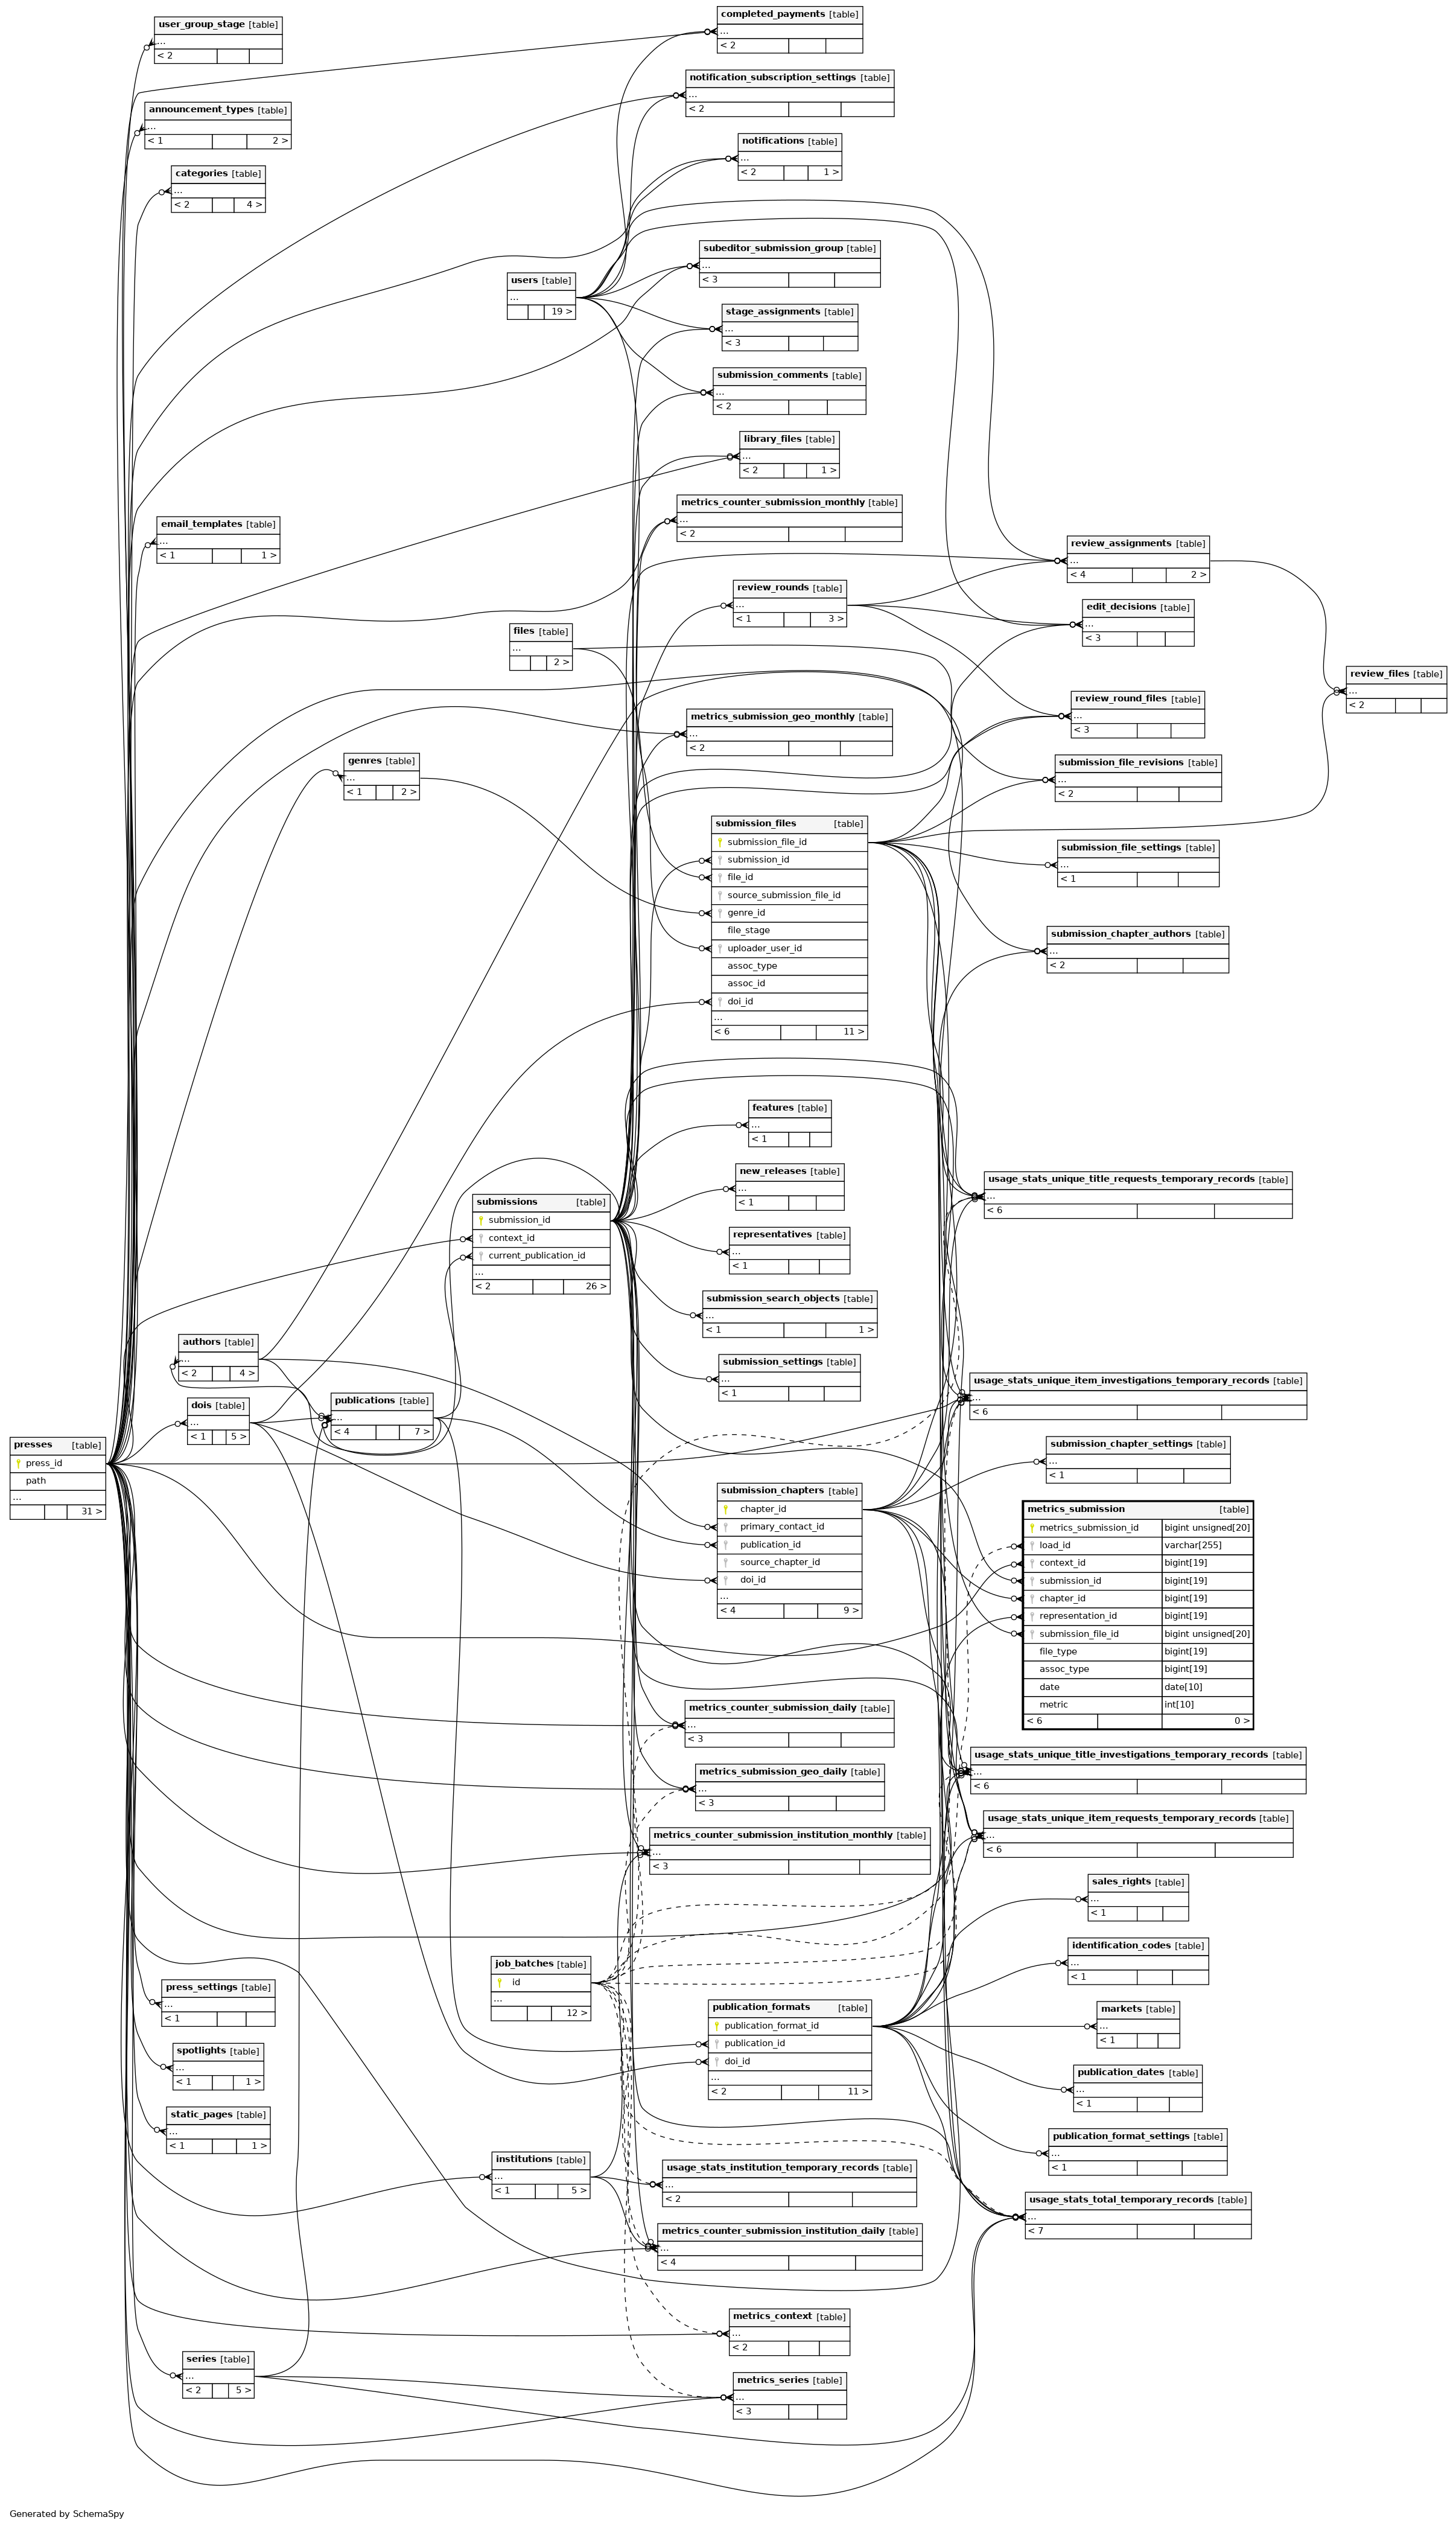 user_group_stage [table]
...
< 2
announcement_types [table]
...
< 1 2 >
categories [table]
...
< 2 4 >
email_templates [table]
...
< 1 1 >
genres [table]
...
< 1 2 >
authors [table]
...
< 2 4 >
dois [table]
...
< 1 5 >
publications [table]
...
< 4 7 >
presses [table]
press_id
path
...
31 >
press_settings [table]
...
< 1
spotlights [table]
...
< 1 1 >
static_pages [table]
...
< 1 1 >
series [table]
...
< 2 5 >
users [table]
...
19 >
files [table]
...
2 >
submissions [table]
submission_id
context_id
current_publication_id
...
< 2 26 >
job_batches [table]
id
...
12 >
institutions [table]
...
< 1 5 >
completed_payments [table]
...
< 2
notification_subscription_settings [table]
...
< 2
notifications [table]
...
< 2 1 >
subeditor_submission_group [table]
...
< 3
stage_assignments [table]
...
< 3
submission_comments [table]
...
< 2
library_files [table]
...
< 2 1 >
metrics_counter_submission_monthly [table]
...
< 2
review_rounds [table]
...
< 1 3 >
metrics_submission_geo_monthly [table]
...
< 2
submission_files [table]
submission_file_id
submission_id
file_id
source_submission_file_id
genre_id
file_stage
uploader_user_id
assoc_type
assoc_id
doi_id
...
< 6 11 >
features [table]
...
< 1
new_releases [table]
...
< 1
representatives [table]
...
< 1
submission_search_objects [table]
...
< 1 1 >
submission_settings [table]
...
< 1
submission_chapters [table]
chapter_id
primary_contact_id
publication_id
source_chapter_id
doi_id
...
< 4 9 >
metrics_counter_submission_daily [table]
...
< 3
metrics_submission_geo_daily [table]
...
< 3
metrics_counter_submission_institution_monthly [table]
...
< 3
publication_formats [table]
publication_format_id
publication_id
doi_id
...
< 2 11 >
usage_stats_institution_temporary_records [table]
...
< 2
metrics_counter_submission_institution_daily [table]
...
< 4
metrics_context [table]
...
< 2
metrics_series [table]
...
< 3
review_assignments [table]
...
< 4 2 >
edit_decisions [table]
...
< 3
review_files [table]
...
< 2
review_round_files [table]
...
< 3
submission_file_revisions [table]
...
< 2
submission_file_settings [table]
...
< 1
submission_chapter_authors [table]
...
< 2
usage_stats_unique_title_requests_temporary_records [table]
...
< 6
usage_stats_unique_item_investigations_temporary_records [table]
...
< 6
submission_chapter_settings [table]
...
< 1
metrics_submission [table]
metrics_submission_id bigint unsigned[20]
load_id varchar[255]
context_id bigint[19]
submission_id bigint[19]
chapter_id bigint[19]
representation_id bigint[19]
submission_file_id bigint unsigned[20]
file_type bigint[19]
assoc_type bigint[19]
date date[10]
metric int[10]
< 6 0 >
usage_stats_unique_title_investigations_temporary_records [table]
...
< 6
usage_stats_unique_item_requests_temporary_records [table]
...
< 6
sales_rights [table]
...
< 1
identification_codes [table]
...
< 1
markets [table]
...
< 1
publication_dates [table]
...
< 1
publication_format_settings [table]
...
< 1
usage_stats_total_temporary_records [table]
...
< 7
Generated by SchemaSpy